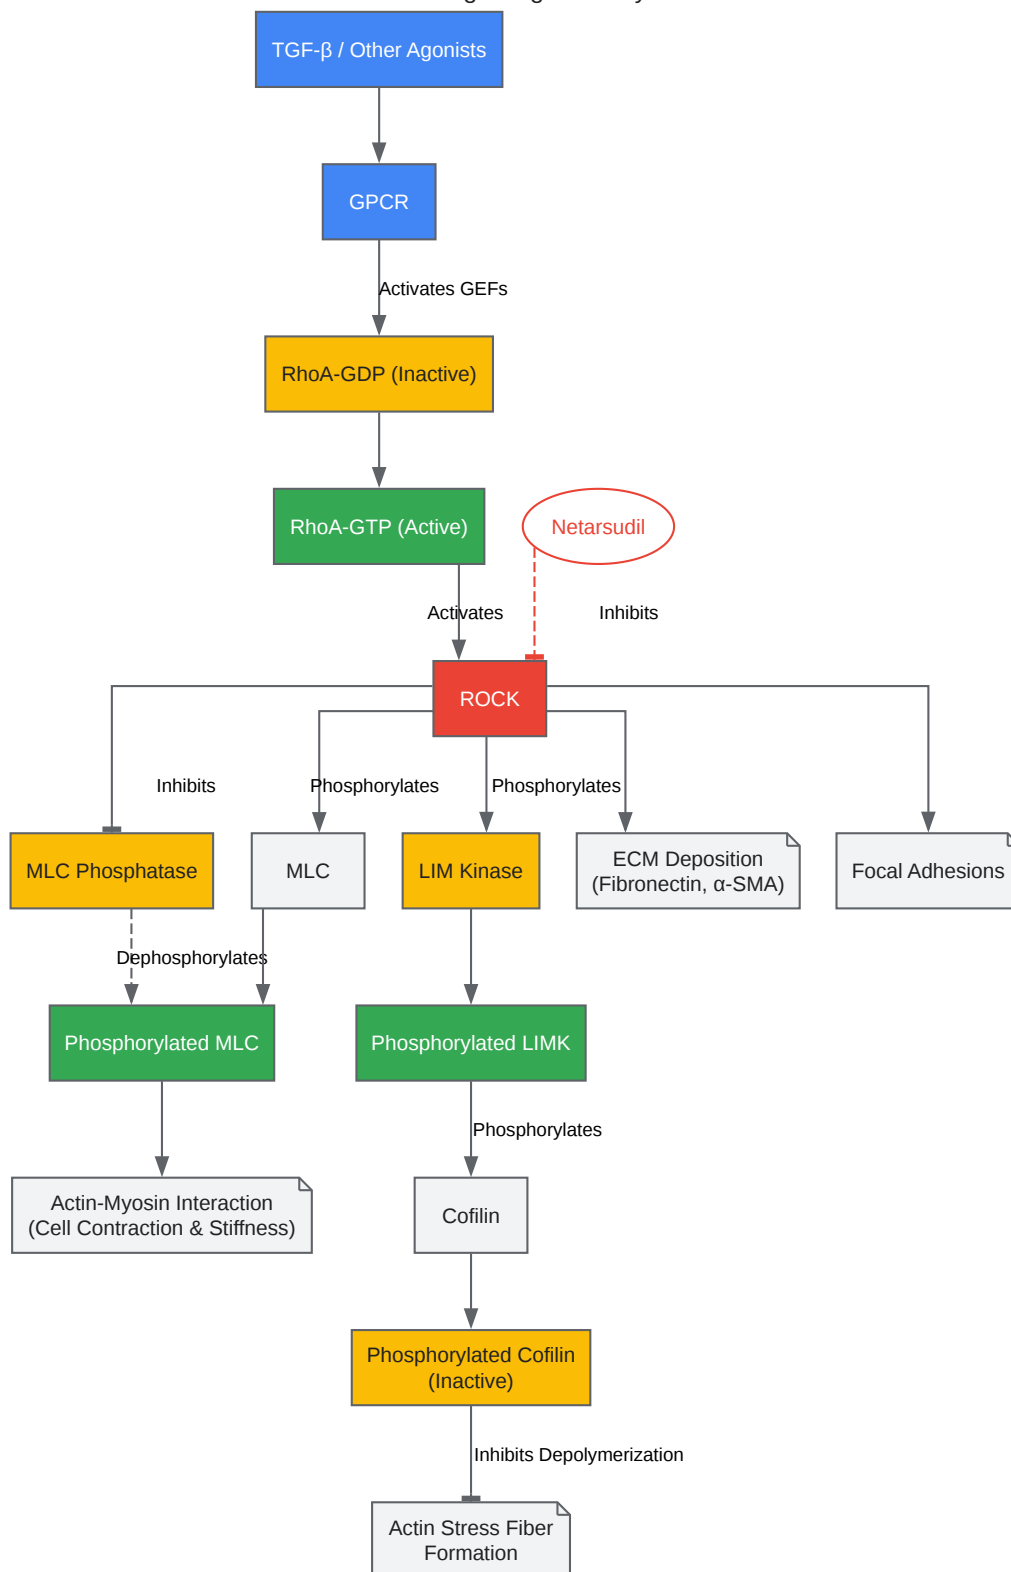 TGF-β / Other Agonists
GPCR
Activates GEFs
RhoA-GDP (Inactive)
RhoA-GTP (Active)
Netarsudil
Activates
Inhibits
ROCK
Inhibits
Phosphorylates
Phosphorylates
MLC Phosphatase
MLC
LIM Kinase
ECM Deposition
(Fibronectin, α-SMA)
Focal Adhesions
Dephosphorylates
Phosphorylated MLC
Phosphorylated LIMK
Phosphorylates
Actin-Myosin Interaction
(Cell Contraction & Stiffness)
Cofilin
Phosphorylated Cofilin
(Inactive)
Inhibits Depolymerization
Actin Stress Fiber
Formation